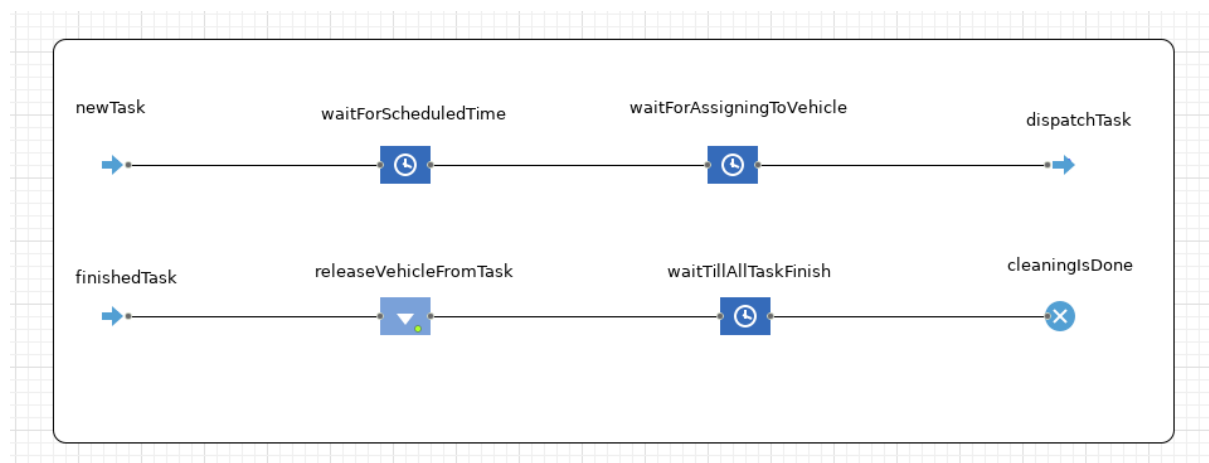 newTask
waitForScheduledTime
waitForAssigningToVehicle
dispatchTask
finishedTask
releaseVehicleFromTask
waitTillAllTaskFinish
cleaningIsDone